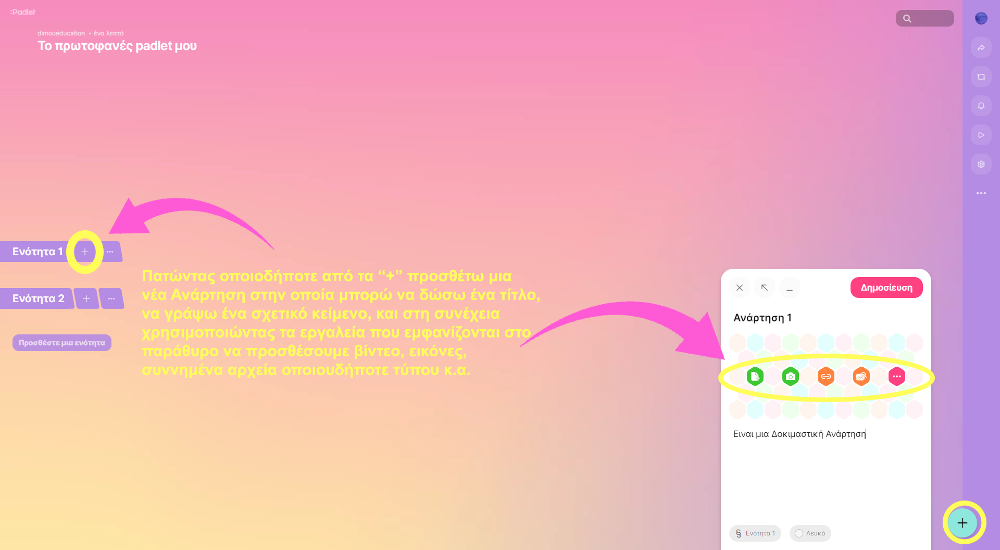 :Padlet
dimoueducation • ένα λεπτό
Το πρωτοφανές padlet μου
Ενότητα 1
Ενότητα 2
Προσθέστε μια ενότητα
Πατώντας οποιοδήποτε από τα “+” προσθέτω μια
νέα Ανάρτηση στην οποία μπορώ να δώσω ένα τίτλο,
να γράψω ένα σχετικό κείμενο, και στη συνέχεια
χρησιμοποιώντας τα εργαλεία που εμφανίζονται στο
παράθυρο να προσθέσουμε βίντεο, εικόνες,
συννημένα αρχεία οποιουδήποτε τύπου κ.α.
Δημοσίευση
Ανάρτηση 1
Ειναι μια Δοκιμαστική Ανάρτηση
§ Ενότητα 1
Λευκό